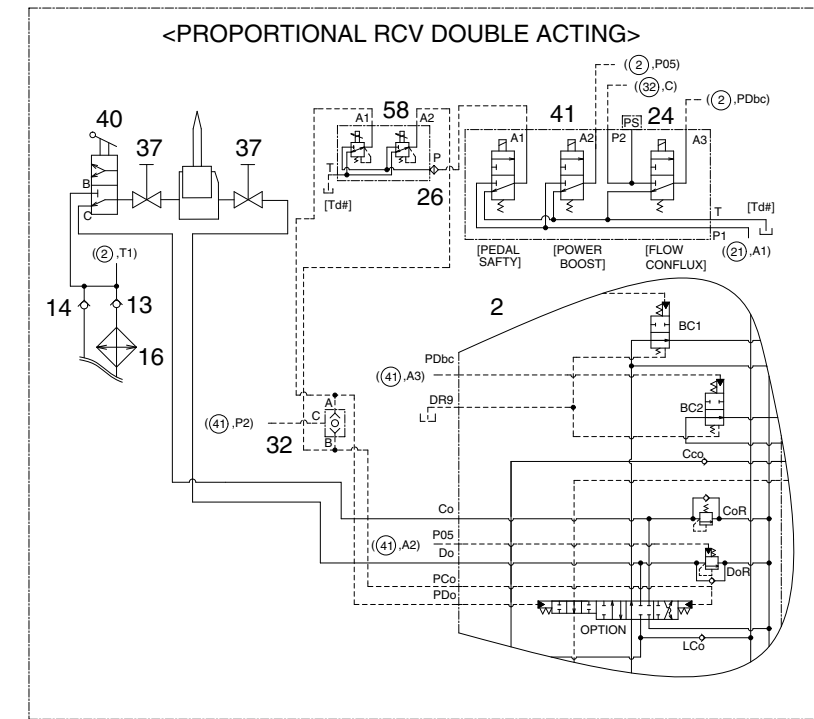 <PROPORTIONAL RCV DOUBLE ACTING>
((2),P05)
((32),C)
((2),PDbc)
40
37
37
58
A1
A2
T
P
26
[Td#]
41
24
A1
A2
PS
P2
A3
T
[Td#]
P1
((21),A1)
[PEDAL
SAFTY]
[POWER
BOOST]
[FLOW
CONFLUX]
B
C
((2),T1)
14
13
16
2
BC1
PDbc
((41),A3)
DR9
BC2
A
C
B
((41),P2)
32
Cco
Co
CoR
P05
((41),A2)
Do
DoR
PCo
PDo
OPTION
LCo